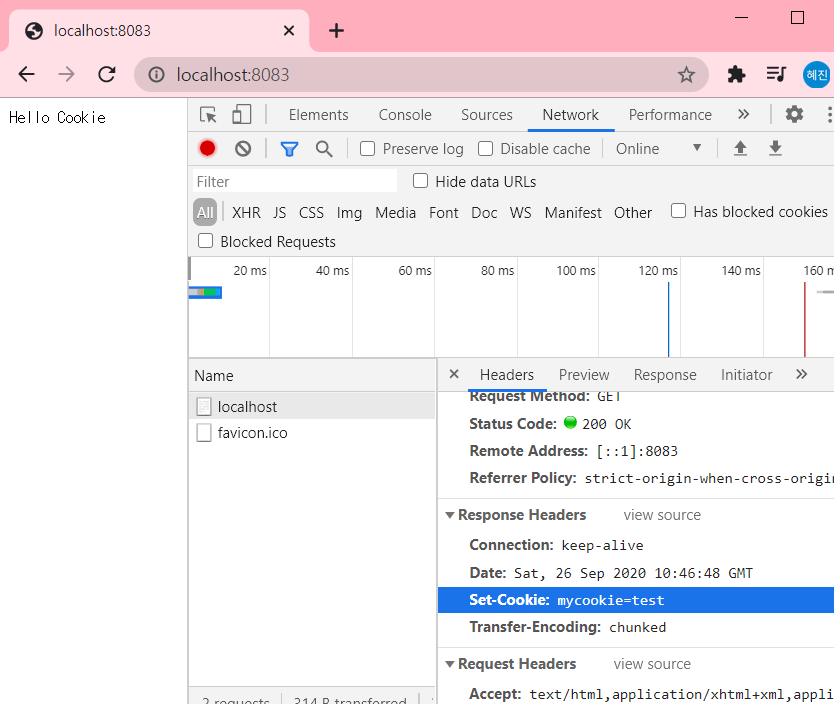 localhost:8083
localhost:8083
혜진
Hello Cookie
Elements Console Sources Network Performance
Preserve log Disable cache Online
Filter Hide data URLs
All XHR JS CSS Img Media Font Doc WS Manifest Other Has blocked cookies
Blocked Requests
20 ms 40 ms 60 ms 80 ms 100 ms 120 ms 140 ms 160 m
Name
localhost
favicon.ico
2 requests 314 B transferred
Headers Preview Response Initiator
Request Method: GET
Status Code: 200 OK
Remote Address: [::1]:8083
Referrer Policy: strict-origin-when-cross-origin
Response Headers view source
Connection: keep-alive
Date: Sat, 26 Sep 2020 10:46:48 GMT
Set-Cookie: mycookie=test
Transfer-Encoding: chunked
Request Headers view source
Accept: text/html,application/xhtml+xml,appli